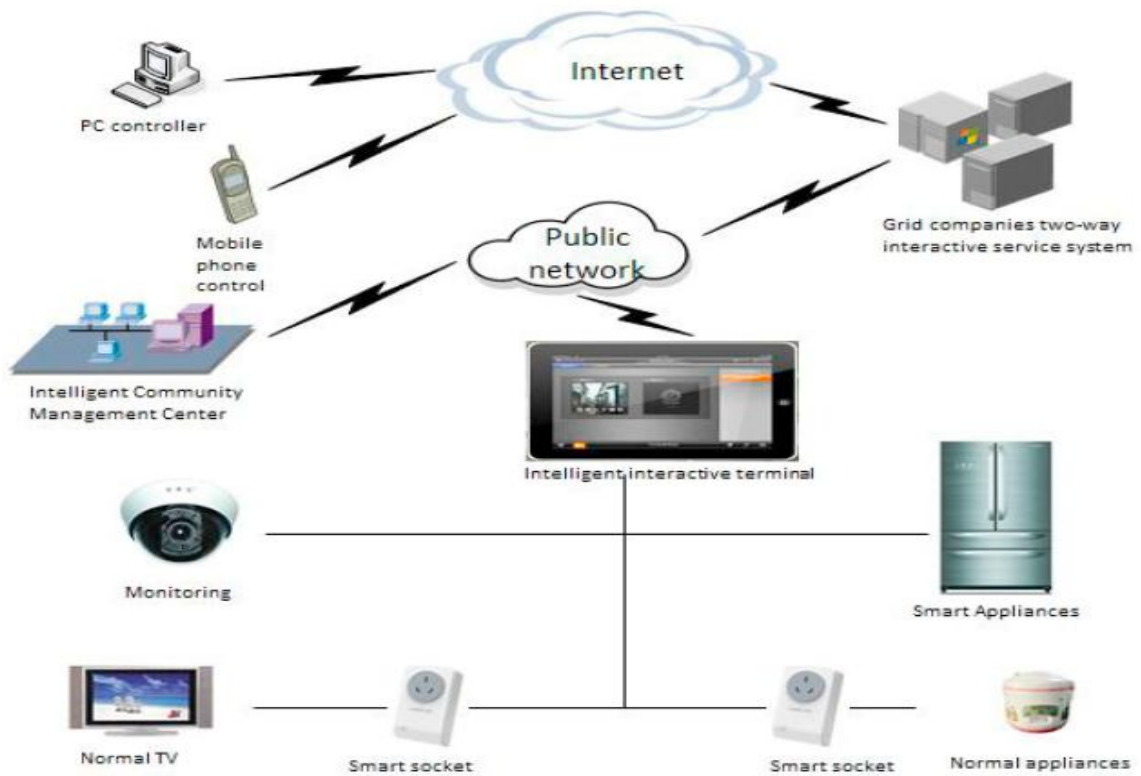 Internet
PC controller
Mobile
phone
control
Public
network
Grid companies two-way
interactive service system
Intelligent Community
Management Center
Intelligent interactive terminal
Monitoring
Smart Appliances
Normal TV
Smart socket
Smart socket
Normal appliances